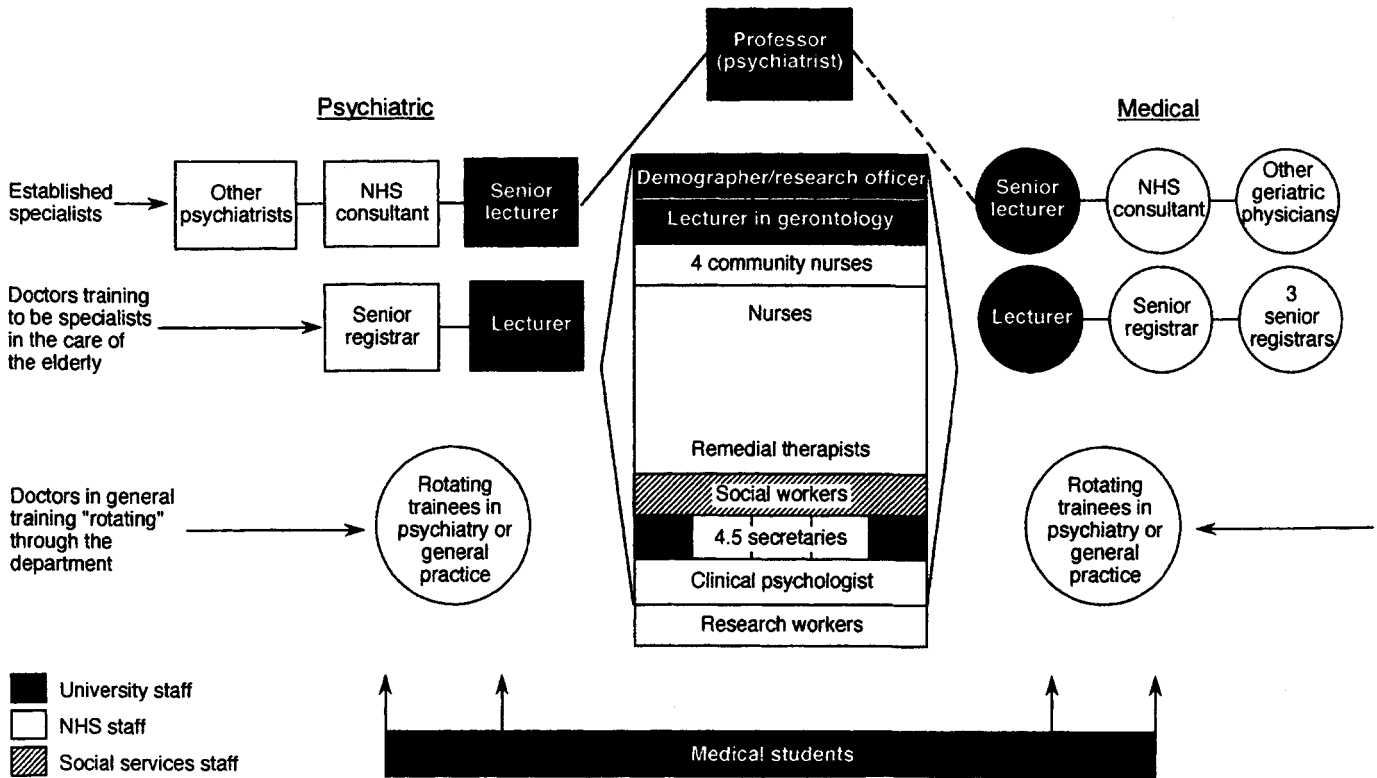 Professor
(psychiatrist)
Psychiatric
Medical
Established
specialists
Other
psychiatrists
NHS
consultant
Senior
lecturer
Demographer/research officer
Lecturer in gerontology
4 community nurses
Nurses
Remedial therapists
Social workers
4.5 secretaries
Clinical psychologist
Research workers
Senior
lecturer
NHS
consultant
Other
geriatric
physicians
Doctors training
to be specialists
in the care of
the elderly
Senior
registrar
Lecturer
Lecturer
Senior
registrar
3
senior
registrars
Doctors in general
training "rotating"
through the
department
Rotating
trainees in
psychiatry or
general
practice
Rotating
trainees in
psychiatry or
general
practice
University staff
NHS staff
Social services staff
Medical students